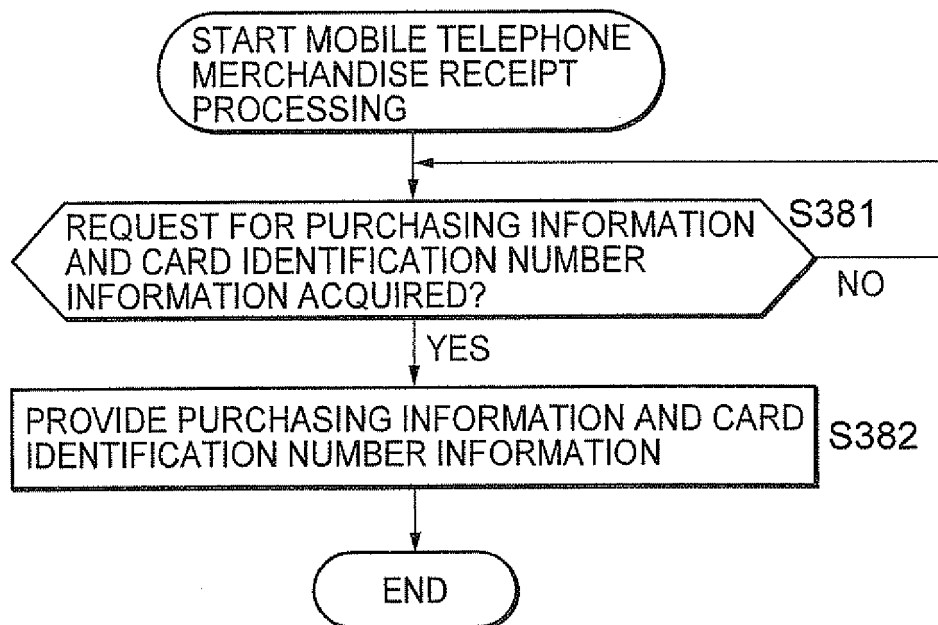 START MOBILE TELEPHONE
MERCHANDISE RECEIPT
PROCESSING
REQUEST FOR PURCHASING INFORMATION
AND CARD IDENTIFICATION NUMBER
INFORMATION ACQUIRED?
S381
NO
YES
PROVIDE PURCHASING INFORMATION AND CARD
IDENTIFICATION NUMBER INFORMATION
S382
END